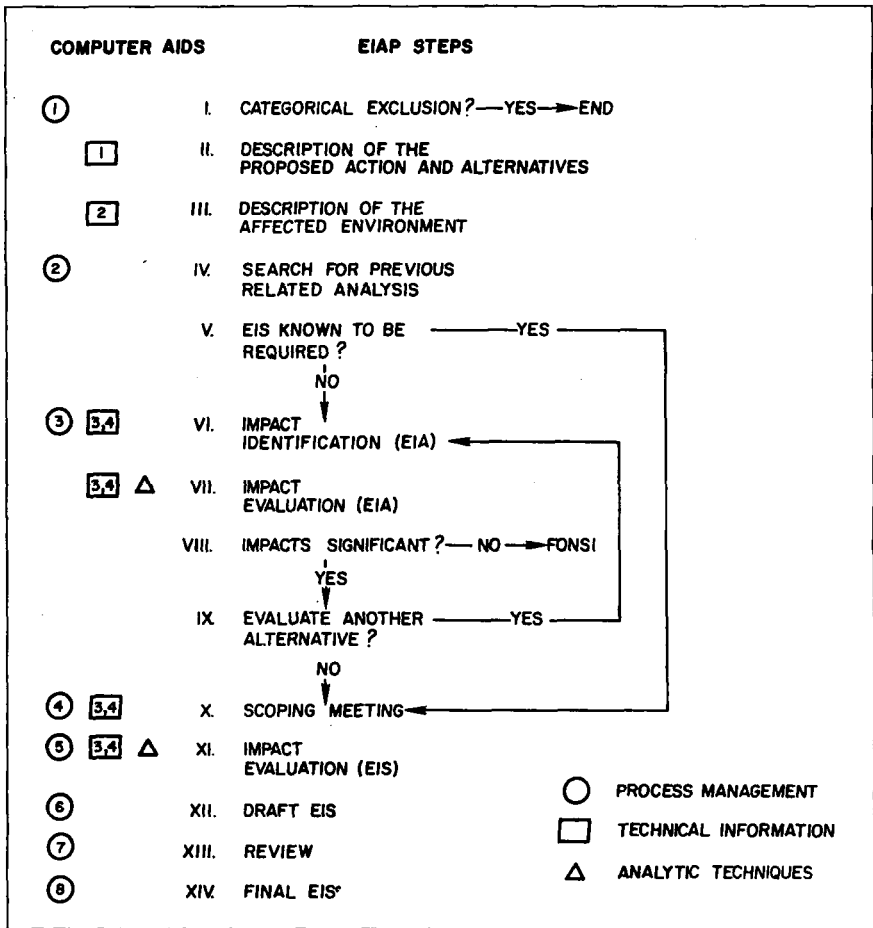 COMPUTER AIDS EIAP STEPS
1 I. CATEGORICAL EXCLUSION? YES END
1 II. DESCRIPTION OF THE
PROPOSED ACTION AND ALTERNATIVES
2 III. DESCRIPTION OF THE
AFFECTED ENVIRONMENT
2 IV. SEARCH FOR PREVIOUS
RELATED ANALYSIS
V. EIS KNOWN TO BE YES
REQUIRED?
NO
3 3,4 VI. IMPACT
IDENTIFICATION (EIA)
3,4 VII. IMPACT
EVALUATION (EIA)
VIII. IMPACTS SIGNIFICANT? NO FONSI
YES
IX. EVALUATE ANOTHER YES
ALTERNATIVE?
NO
4 3,4 X. SCOPING MEETING
5 3,4 XI. IMPACT
EVALUATION (EIS)
6 XII. DRAFT EIS
7 XIII. REVIEW
8 XIV. FINAL EIS
PROCESS MANAGEMENT
TECHNICAL INFORMATION
ANALYTIC TECHNIQUES